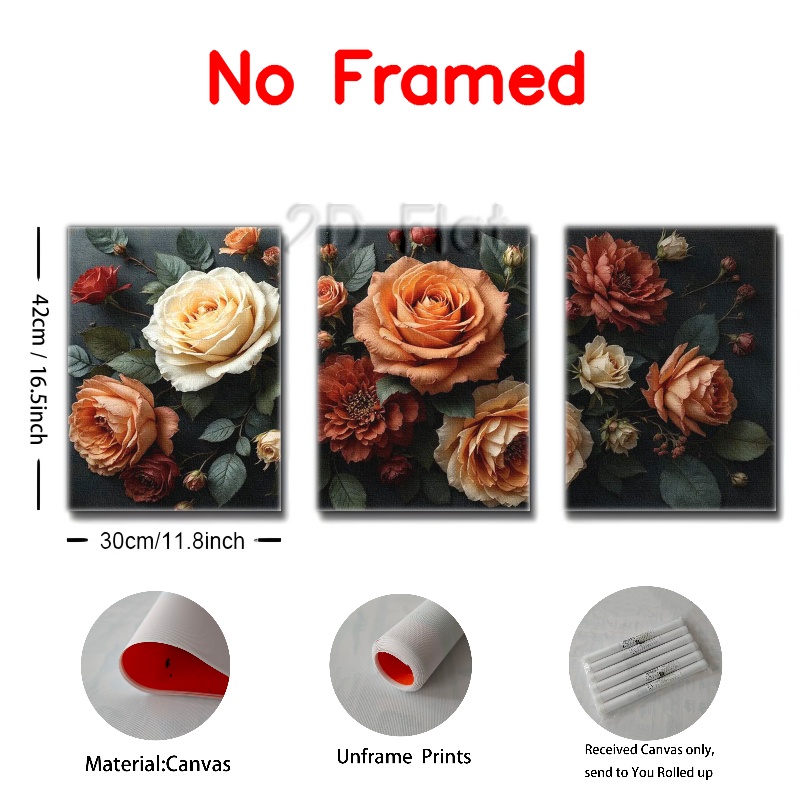 No Framed
2D Flat
42cm / 16.5inch
30cm/11.8inch
Material:Canvas
Unframe Prints
Received Canvas only,
send to You Rolled up